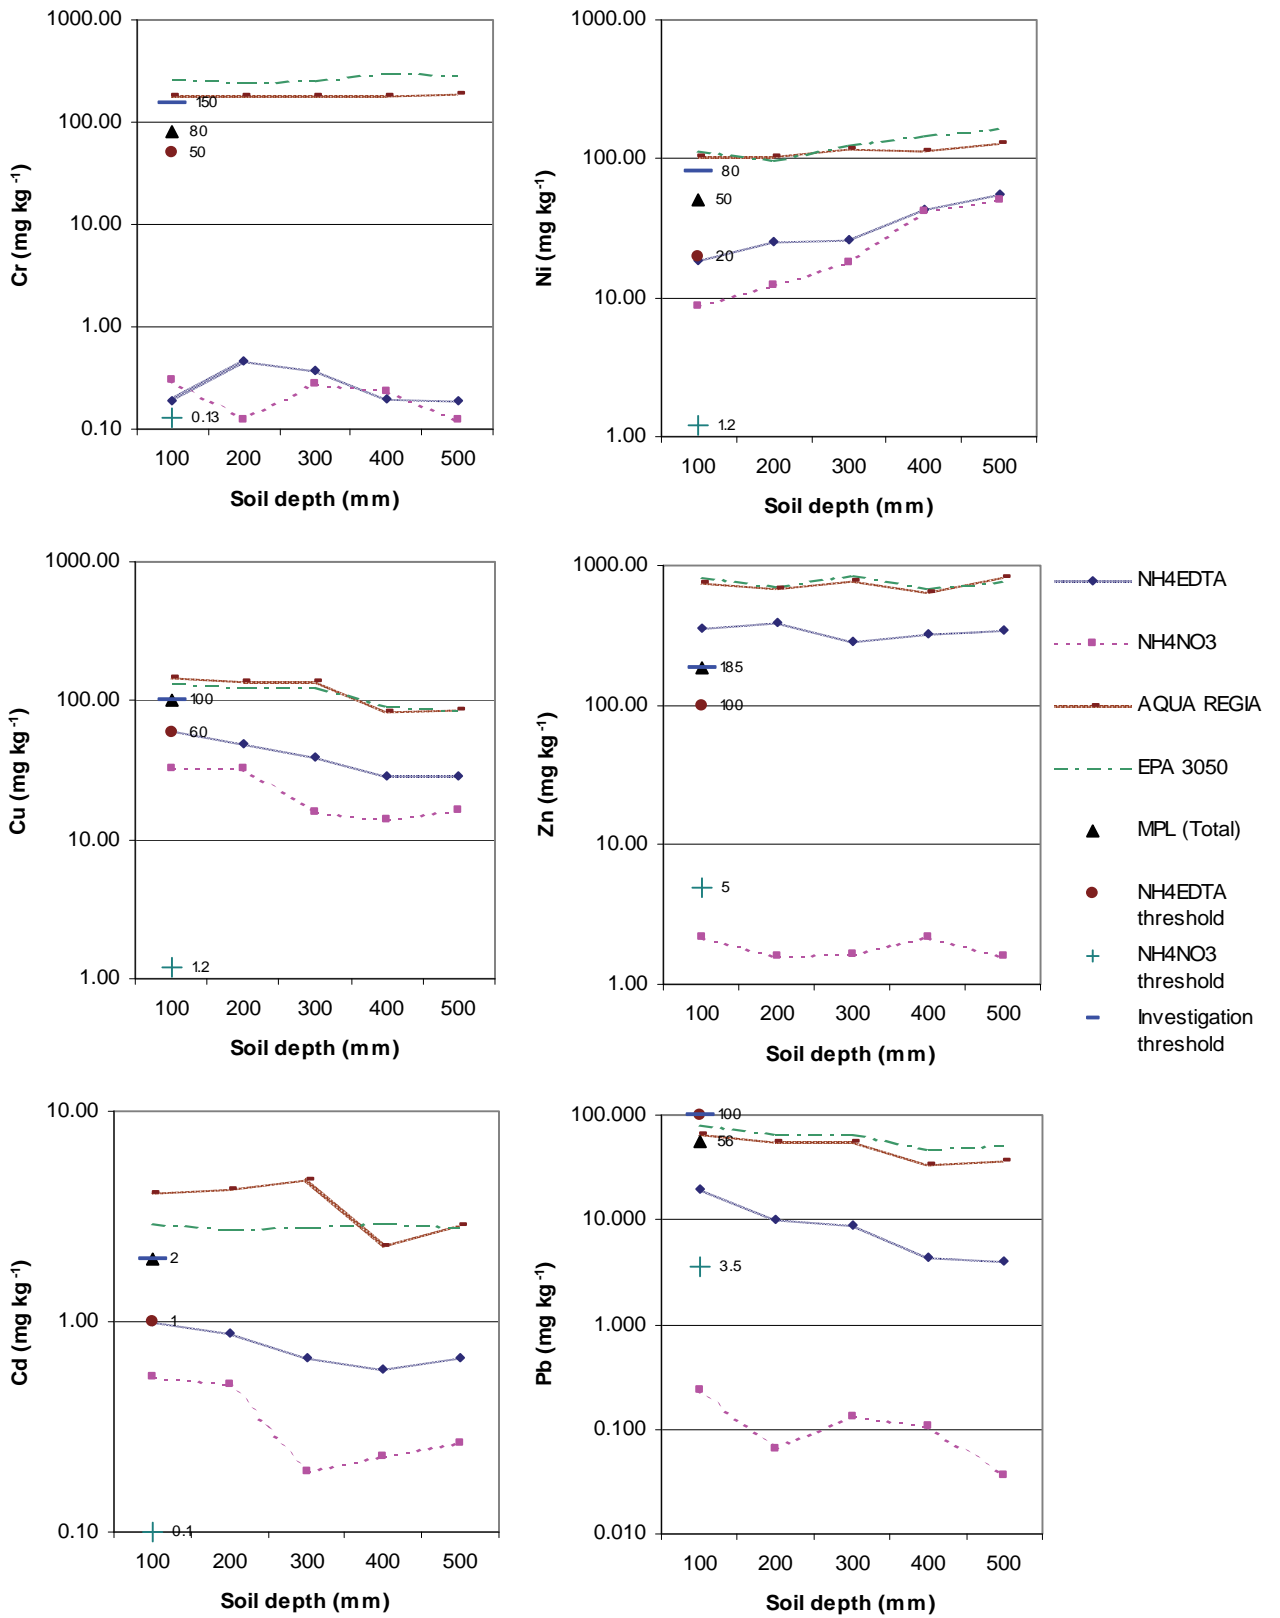 1000.00
100.00
10.00
1.00
0.10
Cr (mg kg-1)
150
80
50
0.13
100 200 300 400 500
Soil depth (mm)
1000.00
100.00
10.00
1.00
Ni (mg kg-1)
80
50
20
1.2
100 200 300 400 500
Soil depth (mm)
1000.00
100.00
10.00
1.00
Cu (mg kg-1)
100
60
1.2
100 200 300 400 500
Soil depth (mm)
1000.00
100.00
10.00
1.00
Zn (mg kg-1)
185
100
5
100 200 300 400 500
Soil depth (mm)
NH4EDTA
NH4NO3
AQUA REGIA
EPA 3050
MPL (Total)
NH4EDTA
threshold
NH4NO3
threshold
Investigation
threshold
10.00
1.00
0.10
Cd (mg kg-1)
2
1
0.1
100 200 300 400 500
Soil depth (mm)
100.000
10.000
1.000
0.100
0.010
Pb (mg kg-1)
100
56
3.5
100 200 300 400 500
Soil depth (mm)